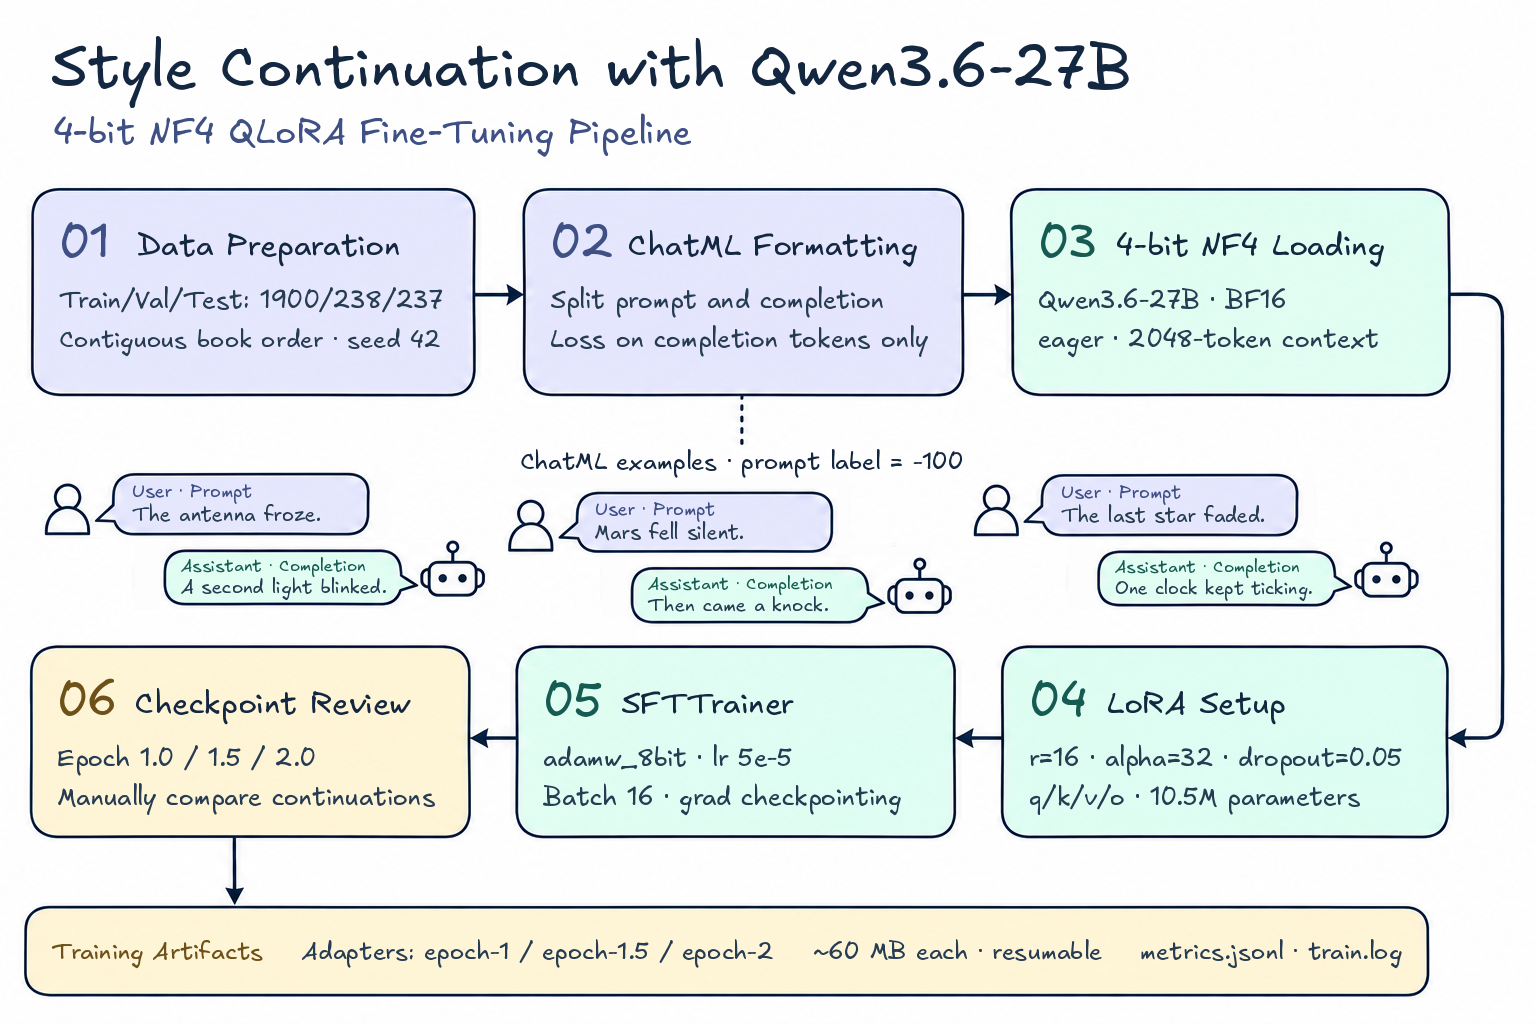 Style Continuation with Qwen3.6-27B
4-bit NF4 QLoRA Fine-Tuning Pipeline
01 Data Preparation
Train/Val/Test: 1900/238/237
Contiguous book order · seed 42
02 ChatML Formatting
Split prompt and completion
Loss on completion tokens only
03 4-bit NF4 Loading
Qwen3.6-27B · BF16
eager · 2048-token context
ChatML examples · prompt label = -100
User · Prompt
The antenna froze.
Assistant · Completion
A second light blinked.
User · Prompt
Mars fell silent.
Assistant · Completion
Then came a knock.
User · Prompt
The last star faded.
Assistant · Completion
One clock kept ticking.
04 LoRA Setup
r=16 · alpha=32 · dropout=0.05
q/k/v/o · 10.5M parameters
05 SFTTrainer
adamw_8bit · lr 5e-5
Batch 16 · grad checkpointing
06 Checkpoint Review
Epoch 1.0 / 1.5 / 2.0
Manually compare continuations
Training Artifacts Adapters: epoch-1 / epoch-1.5 / epoch-2 ~60 MB each · resumable metrics.jsonl · train.log